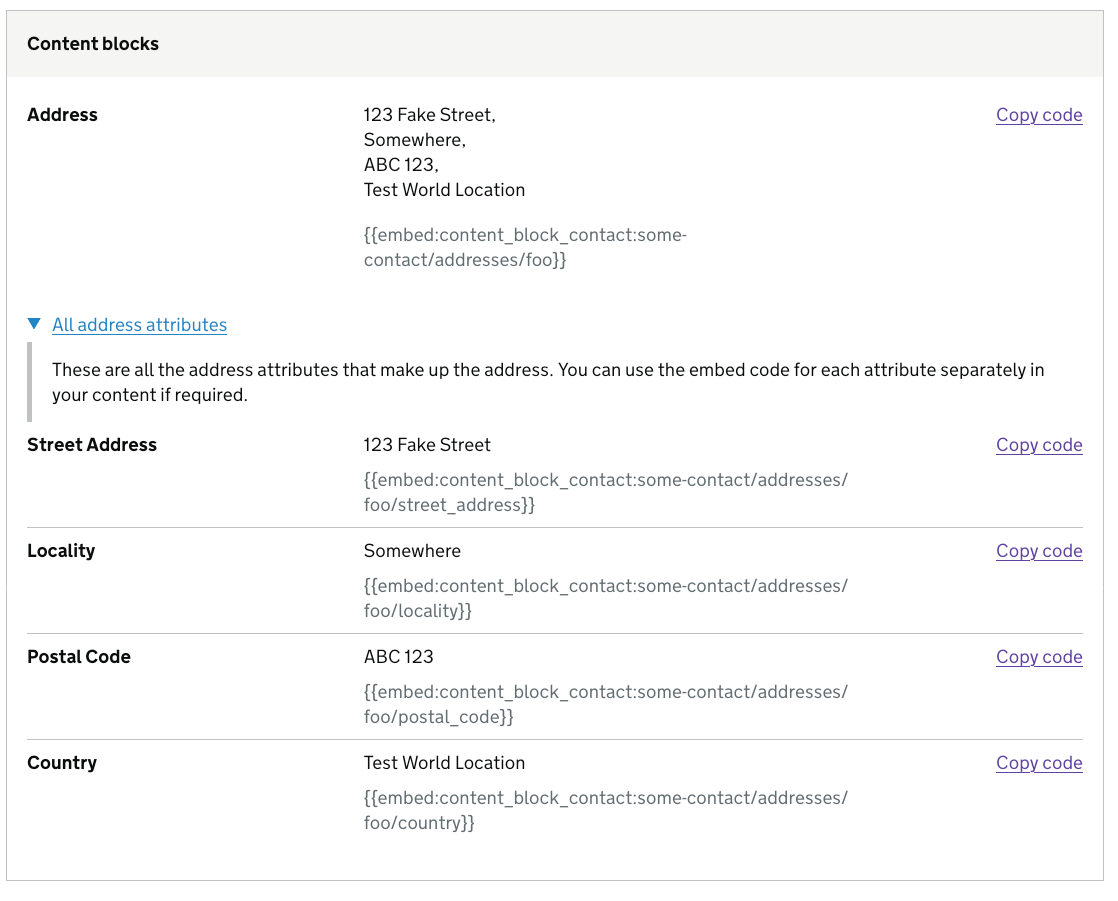 Content blocks
Address
123 Fake Street,
Somewhere,
ABC 123,
Test World Location
Copy code
{{embed:content_block_contact:some-
contact/addresses/foo}}
All address attributes
These are all the address attributes that make up the address. You can use the embed code for each attribute separately in
your content if required.
Street Address
123 Fake Street
Copy code
{{embed:content_block_contact:some-contact/addresses/
foo/street_address}}
Locality
Somewhere
Copy code
{{embed:content_block_contact:some-contact/addresses/
foo/locality}}
Postal Code
ABC 123
Copy code
{{embed:content_block_contact:some-contact/addresses/
foo/postal_code}}
Country
Test World Location
Copy code
{{embed:content_block_contact:some-contact/addresses/
foo/country}}